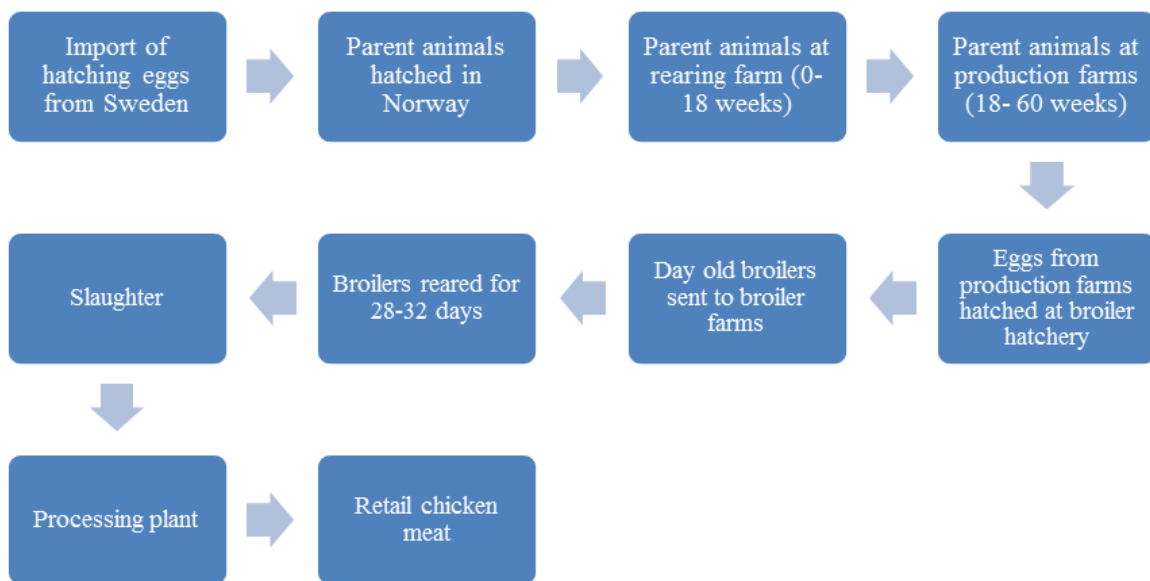 Import of
hatching eggs
from Sweden
Parent animals
hatched in
Norway
Parent animals at
rearing farm (0-
18 weeks)
Parent animals at
production farms
(18- 60 weeks)
Eggs from
production farms
hatched at broiler
hatchery
Day old broilers
sent to broiler
farms
Broilers reared for
28-32 days
Slaughter
Processing plant
Retail chicken
meat